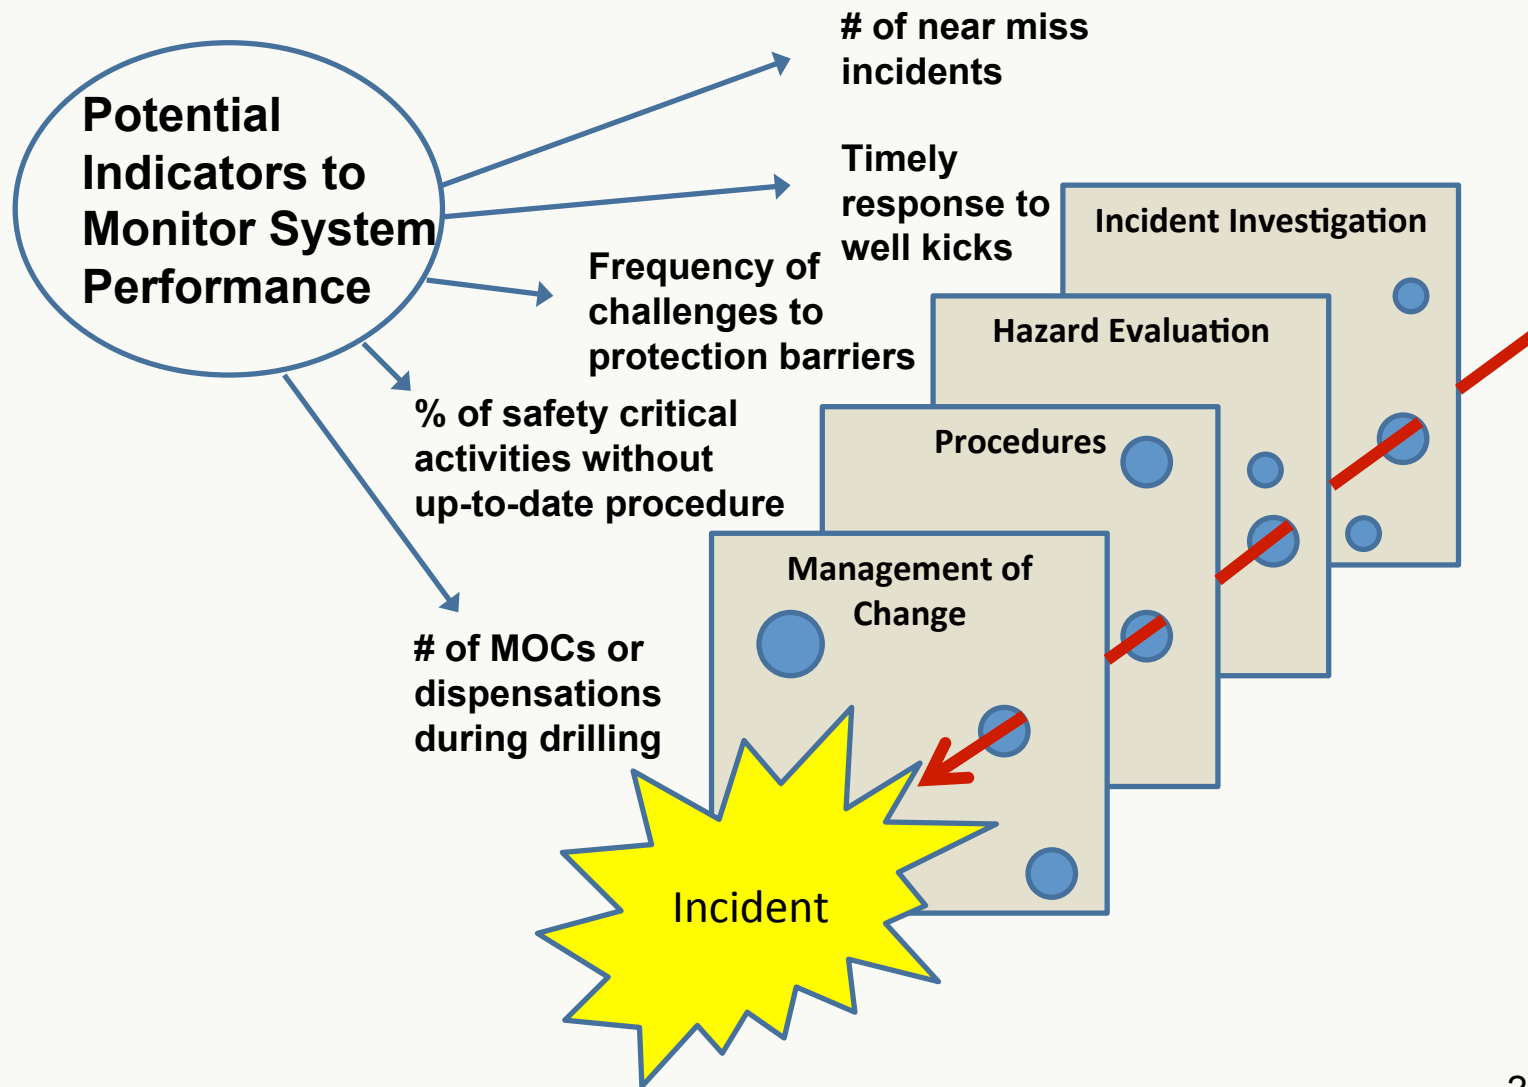 Potential
Indicators to
Monitor System
Performance
# of near miss
incidents
Timely
response to
well kicks
Frequency of
challenges to
protection barriers
% of safety critical
activities without
up-to-date procedure
# of MOCs or
dispensations
during drilling
Incident Investigation
Hazard Evaluation
Procedures
Management of
Change
Incident